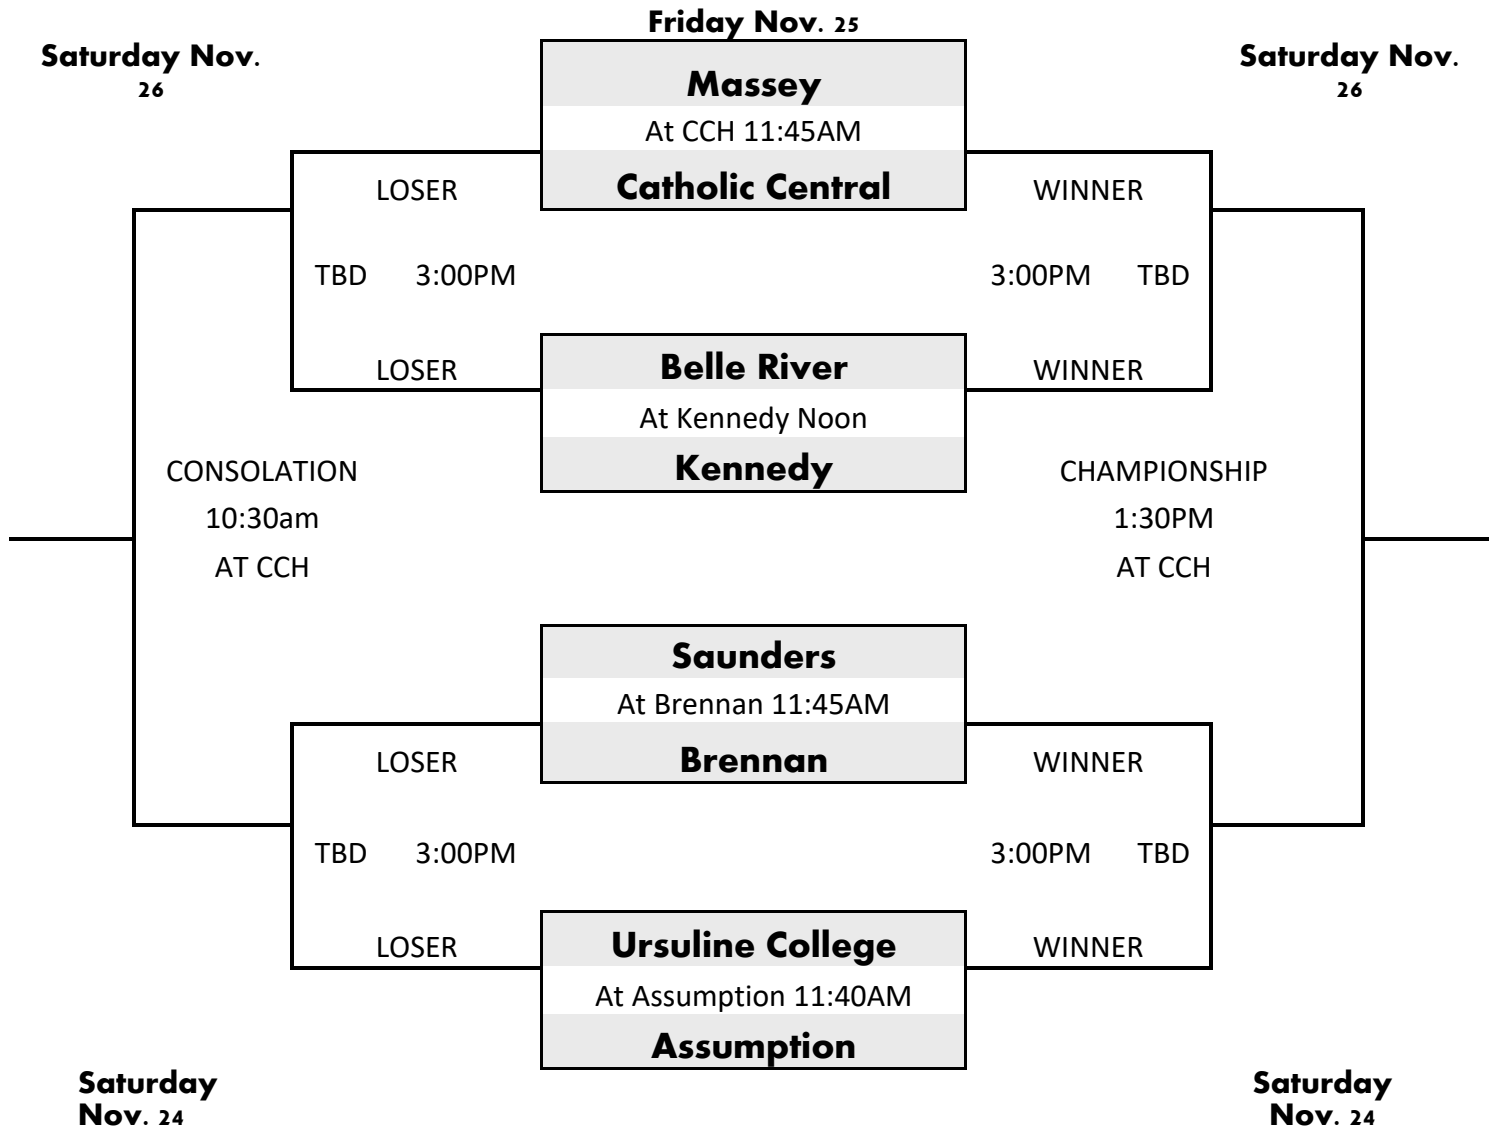 Friday Nov. 25
Saturday Nov.
26
Saturday Nov.
26
Massey
At CCH 11:45AM
Catholic Central
LOSER
WINNER
TBD 3:00PM
3:00PM TBD
LOSER
WINNER
Belle River
At Kennedy Noon
Kennedy
CONSOLATION
10:30am
AT CCH
CHAMPIONSHIP
1:30PM
AT CCH
Saunders
At Brennan 11:45AM
Brennan
LOSER
WINNER
TBD 3:00PM
3:00PM TBD
LOSER
WINNER
Ursuline College
At Assumption 11:40AM
Assumption
Saturday
Nov. 24
Saturday
Nov. 24